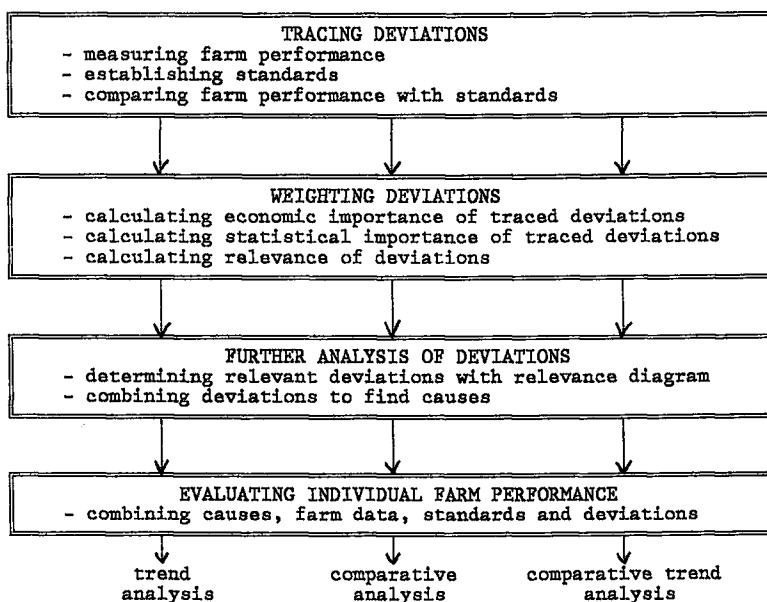 TRACING DEVIATIONS
- measuring farm performance
- establishing standards
- comparing farm performance with standards
WEIGHTING DEVIATIONS
- calculating economic importance of traced deviations
- calculating statistical importance of traced deviations
- calculating relevance of deviations
FURTHER ANALYSIS OF DEVIATIONS
- determining relevant deviations with relevance diagram
- combining deviations to find causes
EVALUATING INDIVIDUAL FARM PERFORMANCE
- combining causes, farm data, standards and deviations
trend comparative comparative trend
analysis analysis analysis